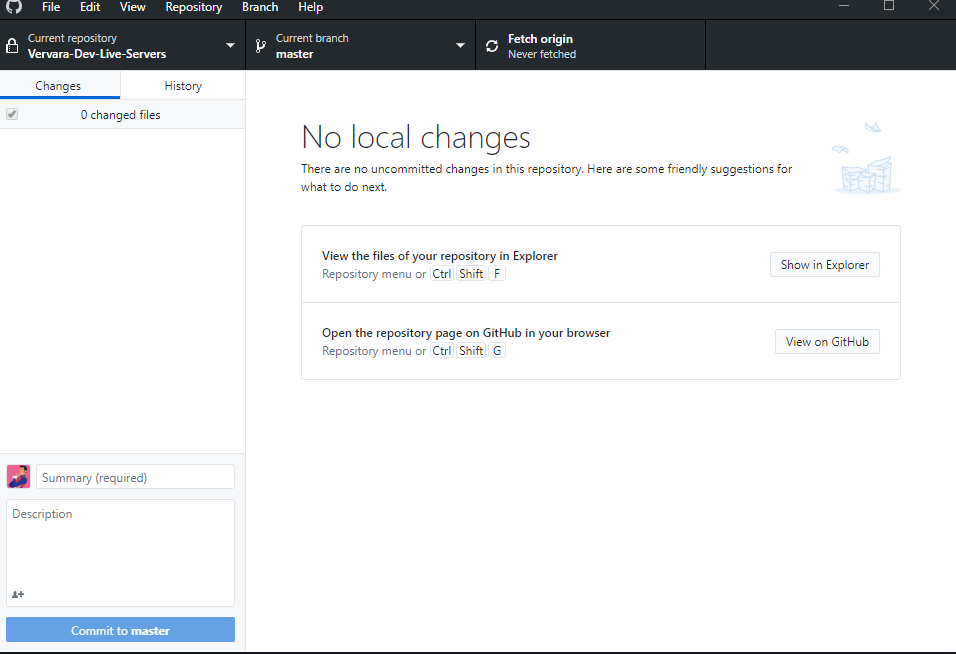 File Edit View Repository Branch Help
Current repository
Vervara-Dev-Live-Servers
Current branch
master
Fetch origin
Never fetched
Changes
History
0 changed files
No local changes
There are no uncommitted changes in this repository. Here are some friendly suggestions for
what to do next.
View the files of your repository in Explorer
Repository menu or Ctrl Shift F
Show in Explorer
Open the repository page on GitHub in your browser
Repository menu or Ctrl Shift G
View on GitHub
Summary (required)
Description
Commit to master